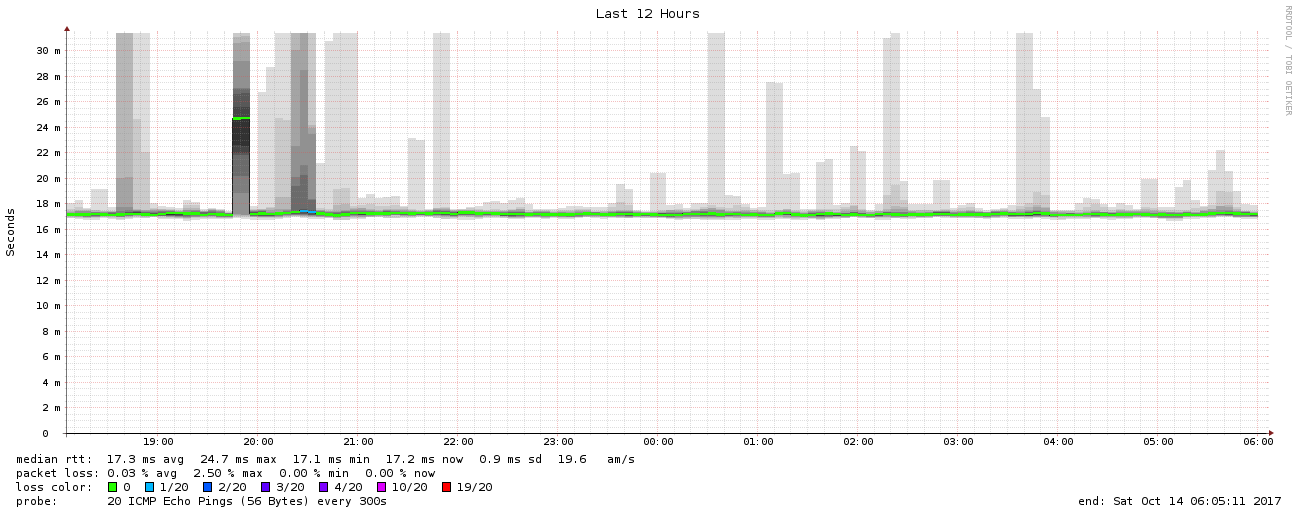 Last 12 Hours
RRDTOOL / TOBI OETIKER
Seconds
30 m
28 m
26 m
24 m
22 m
20 m
18 m
16 m
14 m
12 m
10 m
8 m
6 m
4 m
2 m
0
19:00 20:00 21:00 22:00 23:00 00:00 01:00 02:00 03:00 04:00 05:00 06:00
median rtt: 17.3 ms avg 24.7 ms max 17.1 ms min 17.2 ms now 0.9 ms sd 19.6 am/s
packet loss: 0.03 % avg 2.50 % max 0.00 % min 0.00 % now
loss color: 0 1/20 2/20 3/20 4/20 10/20 19/20
probe: 20 ICMP Echo Pings (56 Bytes) every 300s end: Sat Oct 14 06:05:11 2017